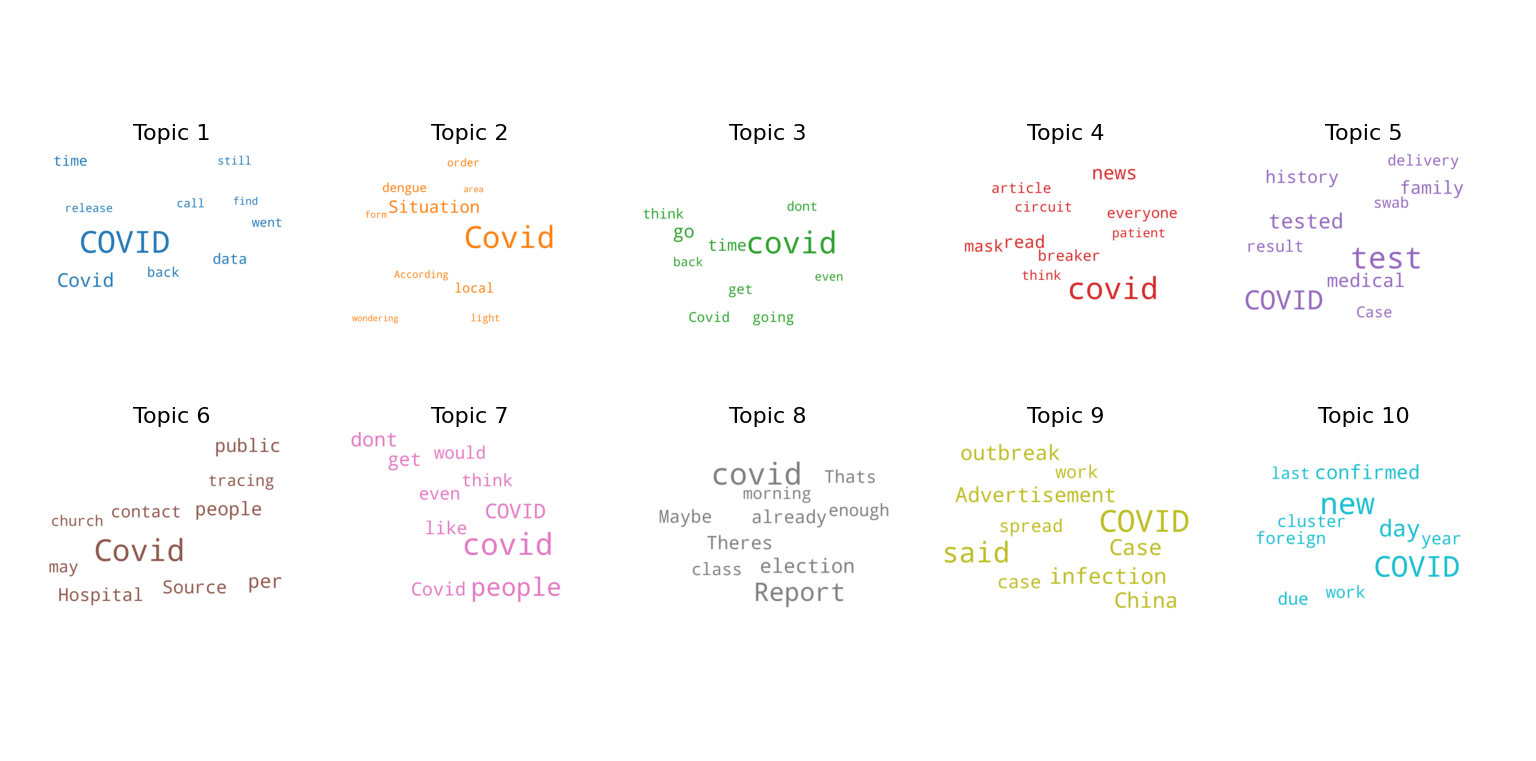 Topic 1
time still
release call find
went
COVID
data
Covid back
Topic 2
order
dengue area
form Situation
Covid
According
local
wondering light
Topic 3
think dont
go
time covid
back
even
get
Covid going
Topic 4
news
article
circuit everyone
patient
mask read
breaker
think
covid
Topic 5
delivery
history family
swab
tested
result
test
medical
COVID
Case
Topic 6
public
tracing
church contact people
Covid
may
Hospital Source per
Topic 7
dont
get would
think
even
COVID
like
covid
Covid people
Topic 8
covid Thats
morning
Maybe already enough
Theres
class election
Report
Topic 9
outbreak
work
Advertisement
spread COVID
said Case
case infection
China
Topic 10
last confirmed
new
cluster day
foreign year
COVID
due work